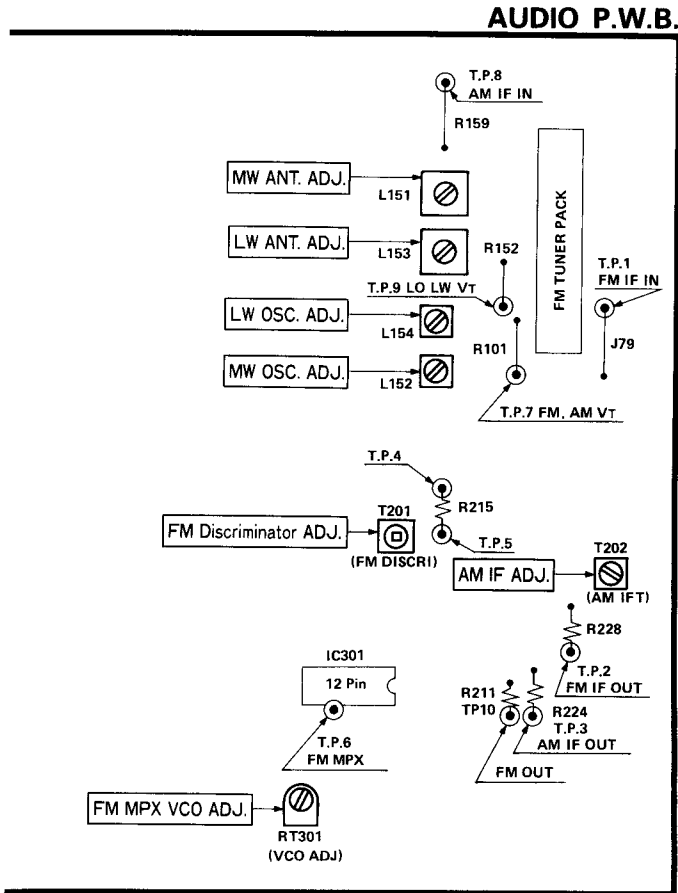 AUDIO P.W.B.
T.P.8
AM IF IN
R159
MW ANT. ADJ.
L151
FM TUNER PACK
LW ANT. ADJ.
L153
R152
T.P.1
FM IF IN
T.P.9 LO LW VT
LW OSC. ADJ.
L154
R101
J79
MW OSC. ADJ.
L152
T.P.7 FM, AM VT
T.P.4
R215
T201
FM Discriminator ADJ.
(FM DISCRI)
T.P.5
T202
AM IF ADJ.
(AM IFT)
R228
IC301
12 Pin
T.P.2
FM IF OUT
R211
TP10
R224
T.P.3
AM IF OUT
T.P.6
FM MPX
FM OUT
FM MPX VCO ADJ.
RT301
(VCO ADJ)